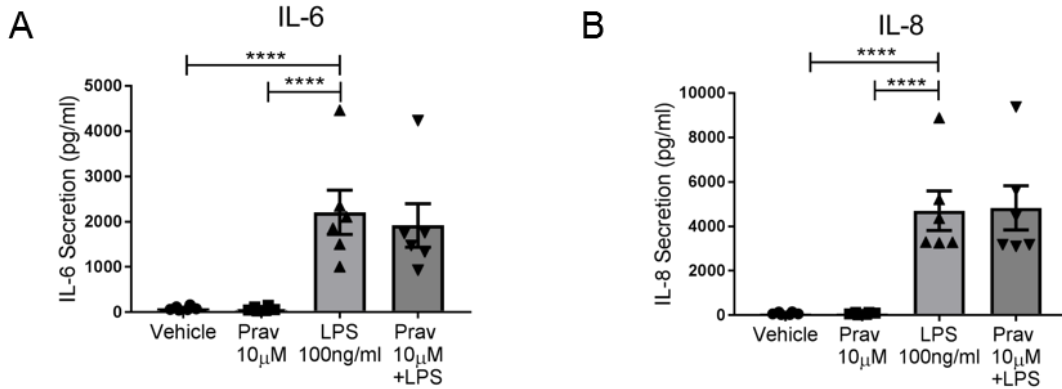 A
IL-6
****
****
IL-6 Secretion (pg/ml)
5000
4000
3000
2000
1000
0
Vehicle
Prav
10µM
LPS
100ng/ml
Prav
10µM
+LPS
B
IL-8
****
****
IL-8 Secretion (pg/ml)
10000
8000
6000
4000
2000
0
Vehicle
Prav
10µM
LPS
100ng/ml
Prav
10µM
+LPS